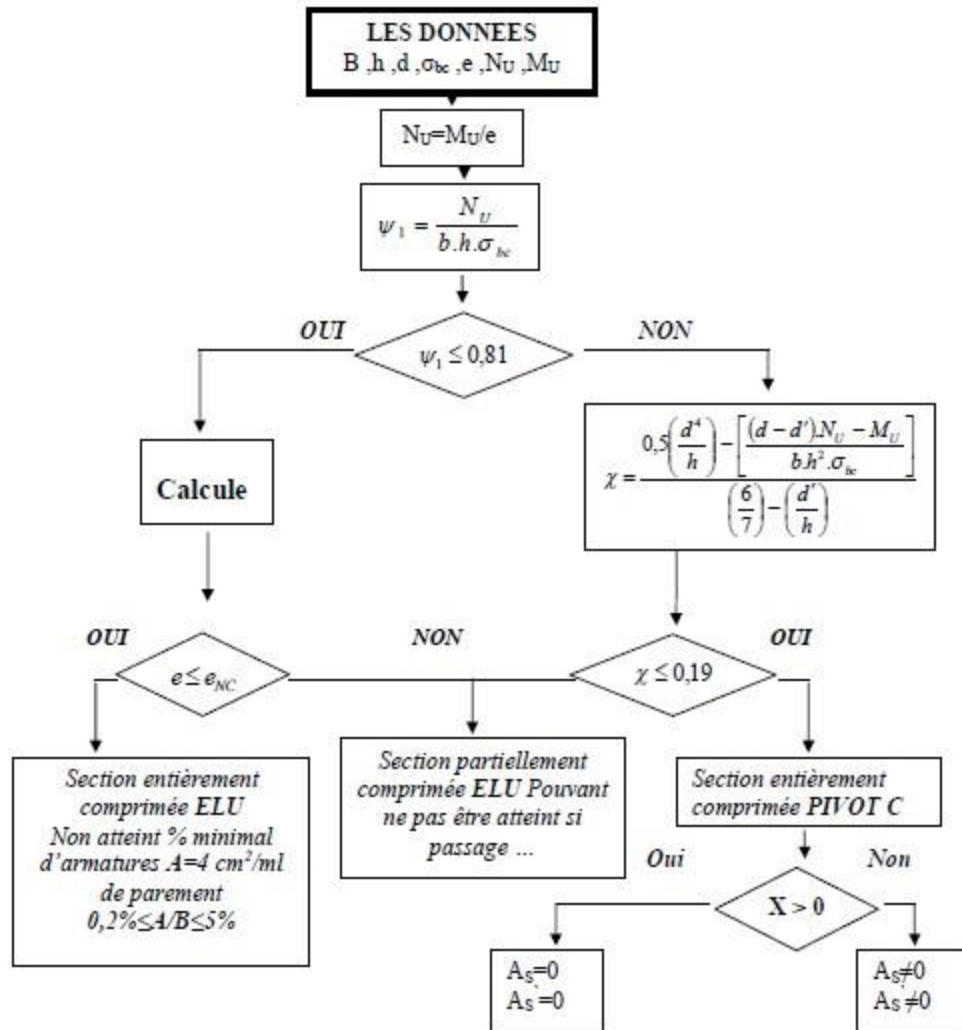 LES DONNEES
B ,h ,d ,σbc ,e ,NU ,MU
NU=MU/e
ψ1 = NU / b.h.σbc
OUI
NON
ψ1 ≤ 0,81
Calcule
χ = (0,5(d⁴/h) − [((d−d').NU − MU) / b.h².σbc]) / ((6/7) − (d'/h))
OUI
NON
OUI
e ≤ eNC
χ ≤ 0,19
Section entièrement
comprimée ELU
Non atteint % minimal
d'armatures A=4 cm²/ml
de parement
0,2%≤A/B≤5%
Section partiellement
comprimée ELU Pouvant
ne pas être atteint si
passage ...
Section entièrement
comprimée PIVOT C
Oui
Non
X > 0
AS=0
AS'=0
AS≠0
AS'≠0